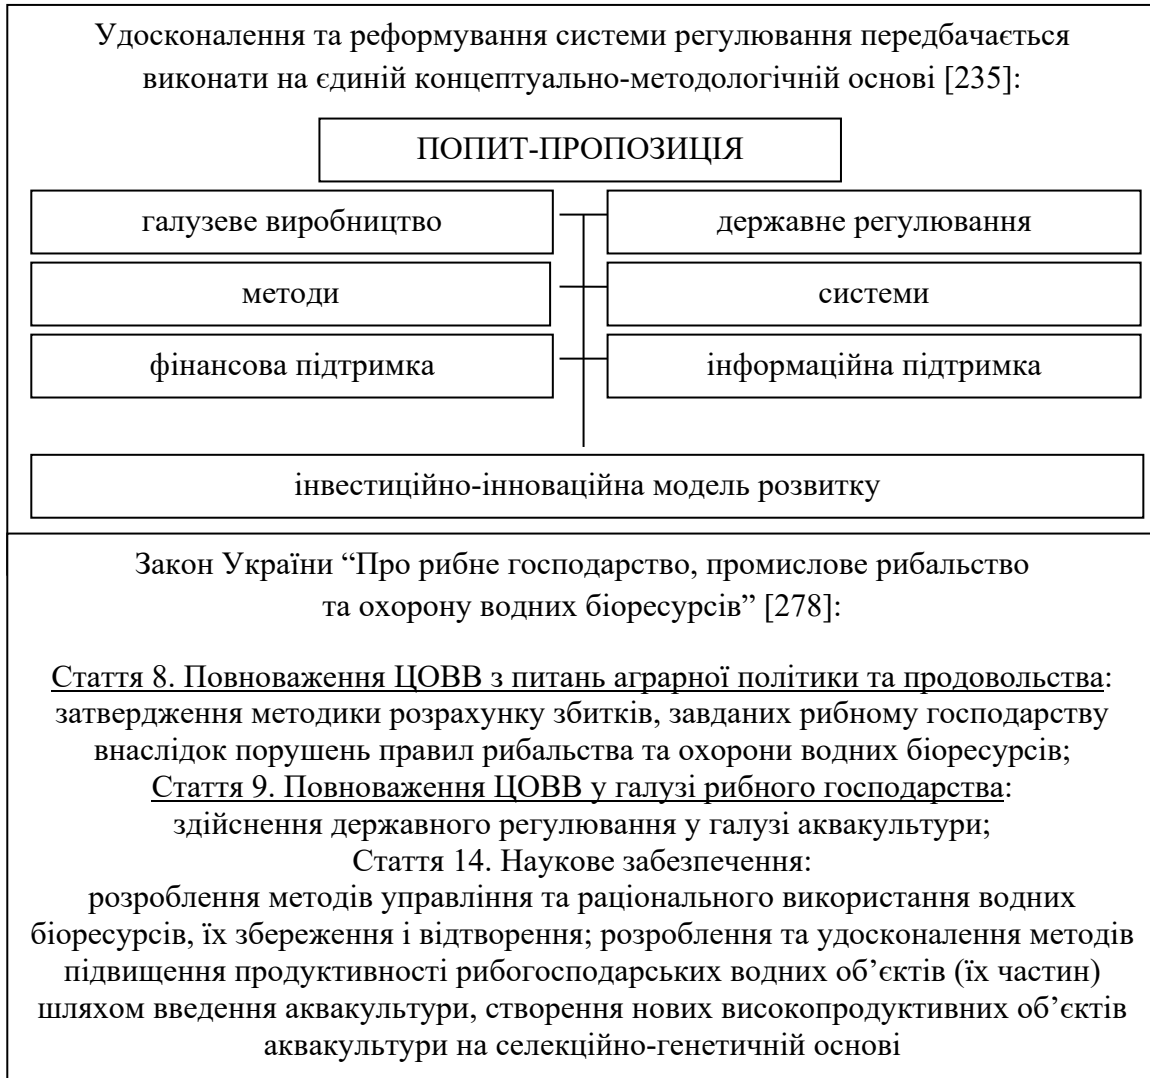 Удосконалення та реформування системи регулювання передбачається
виконати на єдиній концептуально-методологічній основі [235]:
ПОПИТ-ПРОПОЗИЦІЯ
галузеве виробництво
державне регулювання
методи
системи
фінансова підтримка
інформаційна підтримка
інвестиційно-інноваційна модель розвитку
Закон України “Про рибне господарство, промислове рибальство
та охорону водних біоресурсів” [278]:
Стаття 8. Повноваження ЦОВВ з питань аграрної політики та продовольства:
затвердження методики розрахунку збитків, завданих рибному господарству
внаслідок порушень правил рибальства та охорони водних біоресурсів;
Стаття 9. Повноваження ЦОВВ у галузі рибного господарства:
здійснення державного регулювання у галузі аквакультури;
Стаття 14. Наукове забезпечення:
розроблення методів управління та раціонального використання водних
біоресурсів, їх збереження і відтворення; розроблення та удосконалення методів
підвищення продуктивності рибогосподарських водних об’єктів (їх частин)
шляхом введення аквакультури, створення нових високопродуктивних об’єктів
аквакультури на селекційно-генетичній основі